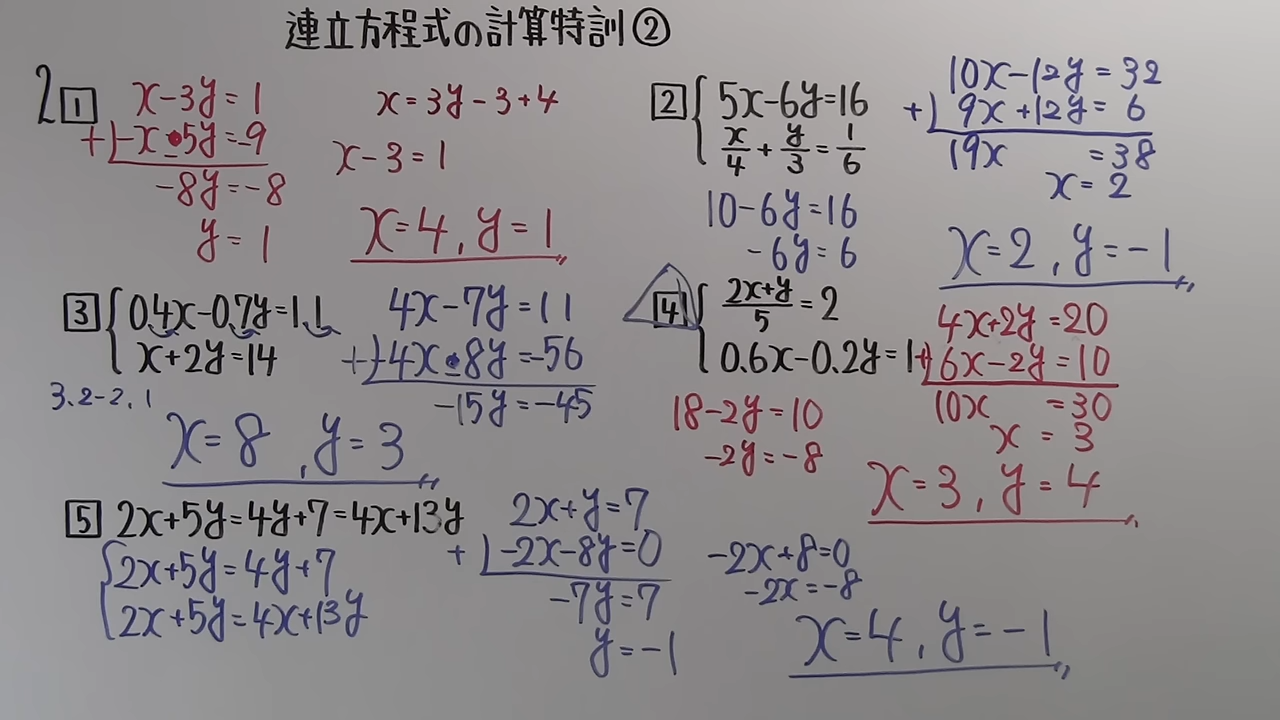 連立方程式の計算特訓②
2 1
x-3y=1
+) -x-5y=-9
-8y=-8
y=1
x=3y-3+4
x-3=1
x=4, y=1
2 { 5x-6y=16
x/4 + y/3 = 1/6
10x-12y=32
+) 9x+12y=6
19x =38
x=2
10-6y=16
-6y=6
x=2, y=-1
3 { 0.4x-0.7y=1.1
x+2y=14
3.2-2.1
4x-7y=11
+) -4x-8y=-56
-15y=-45
x=8, y=3
4 { (2x+y)/5 = 2
0.6x-0.2y=1
4x+2y=20
+) 6x-2y=10
10x =30
x = 3
18-2y=10
-2y=-8
x=3, y=4
5 2x+5y=4y+7=4x+13y
{ 2x+5y=4y+7
2x+5y=4x+13y
2x+y=7
+) -2x-8y=0
-7y=7
y=-1
-2x+8=0
-2x=-8
x=4, y=-1